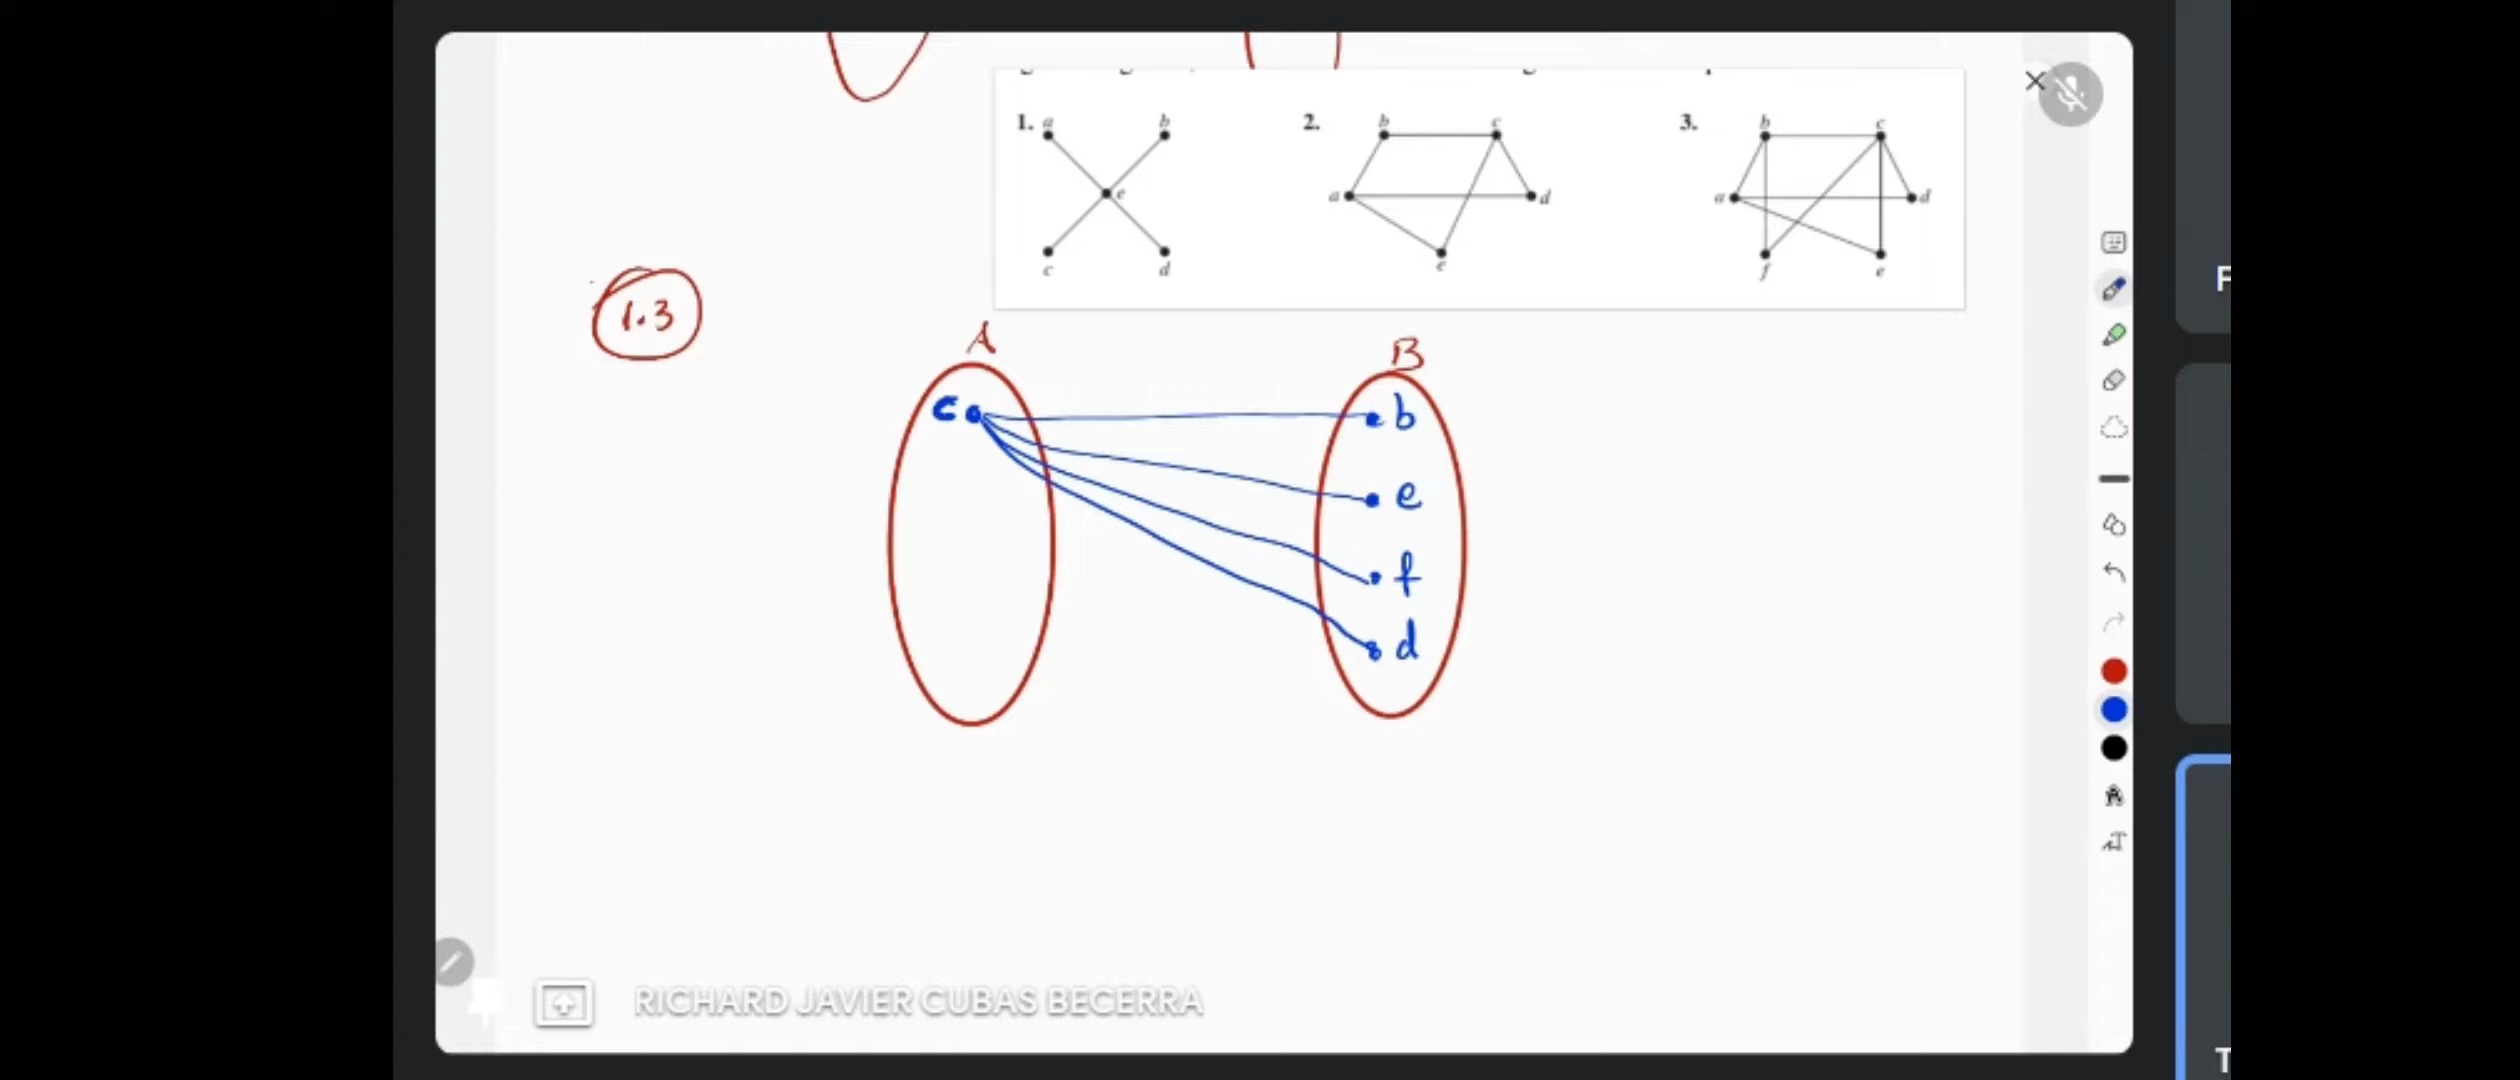 1. a b 2. b c 3. b c
e a d a d
c d e f e
1.3
A B
c b
e
f
d
RICHARD JAVIER CUBAS BECERRA
F
T